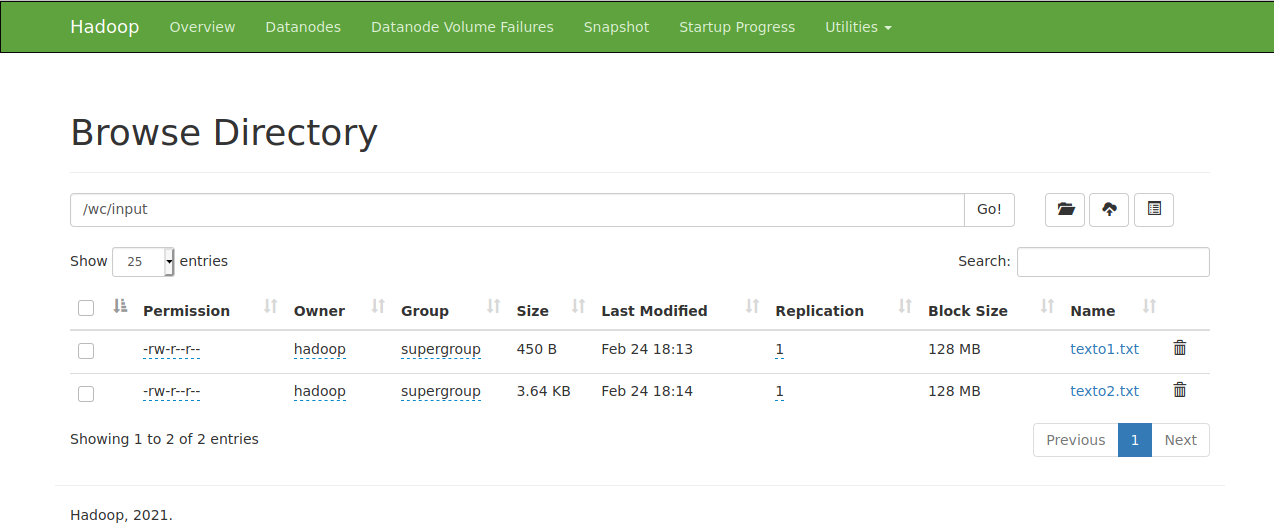 Hadoop Overview Datanodes Datanode Volume Failures Snapshot Startup Progress Utilities
Browse Directory
/wc/input Go!
Show 25 entries Search:
Permission Owner Group Size Last Modified Replication Block Size Name
-rw-r--r-- hadoop supergroup 450 B Feb 24 18:13 1 128 MB texto1.txt
-rw-r--r-- hadoop supergroup 3.64 KB Feb 24 18:14 1 128 MB texto2.txt
Showing 1 to 2 of 2 entries Previous 1 Next
Hadoop, 2021.